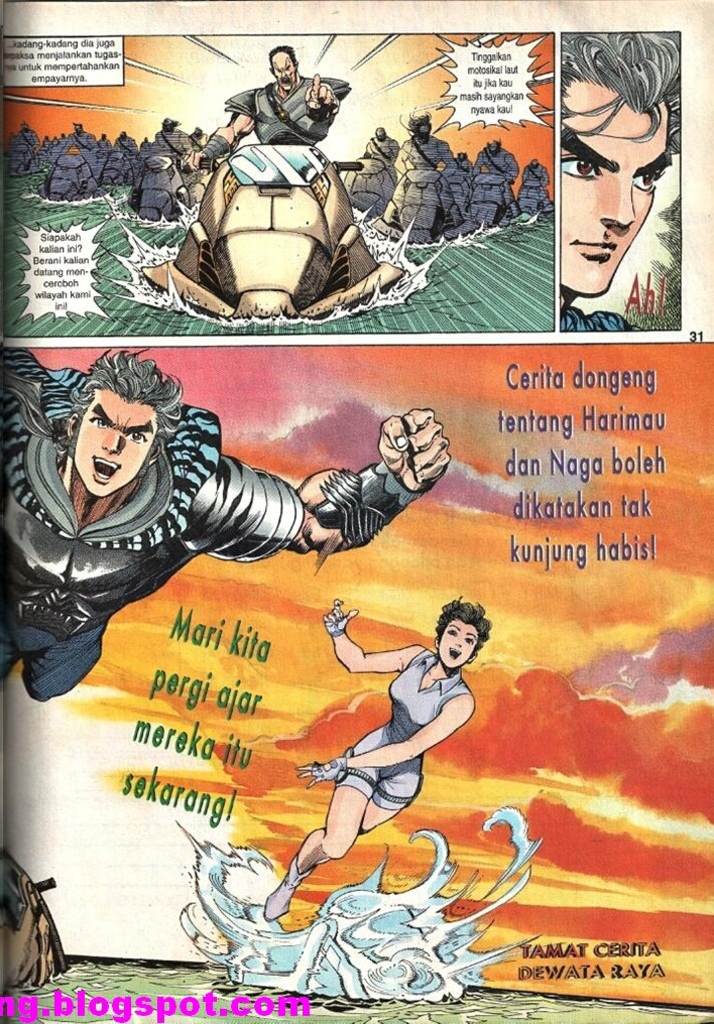 ...kadang-kadang dia juga
terpaksa menjalankan tugas-
nya untuk mempertahankan
empayarnya.
Tinggalkan
motosikal laut
itu jika kau
masih sayangkan
nyawa kau!
Siapakah
kalian ini?
Berani kalian
datang men-
ceroboh
wilayah kami
ini!
Ah!
31
Cerita dongeng
tentang Harimau
dan Naga boleh
dikatakan tak
kunjung habis!
Mari kita
pergi ajar
mereka itu
sekarang!
TAMAT CERITA
DEWATA RAYA
ng.blogspot.com